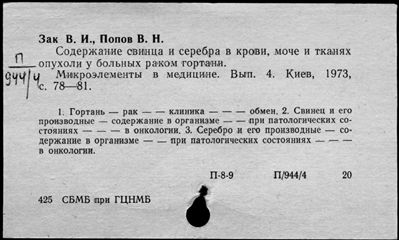 Зак В. И., Попов В. Н.
Содержание свинца и серебра в крови, моче и тканях
опухоли у больных раком гортани.
П
944/4
Микроэлементы в медицине. Вып. 4. Киев, 1973,
с. 78—81.
1. Гортань — рак — — клиника — — — обмен. 2. Свинец и его
производные — содержание в организме — — — при патологических со-
стояниях — — — в онкологии. 3. Серебро и его производные — со-
держание в организме — — при патологических состояниях — — —
в онкологии.
П-8-9 П/944/4 20
425 СБМБ при ГЦНМБ